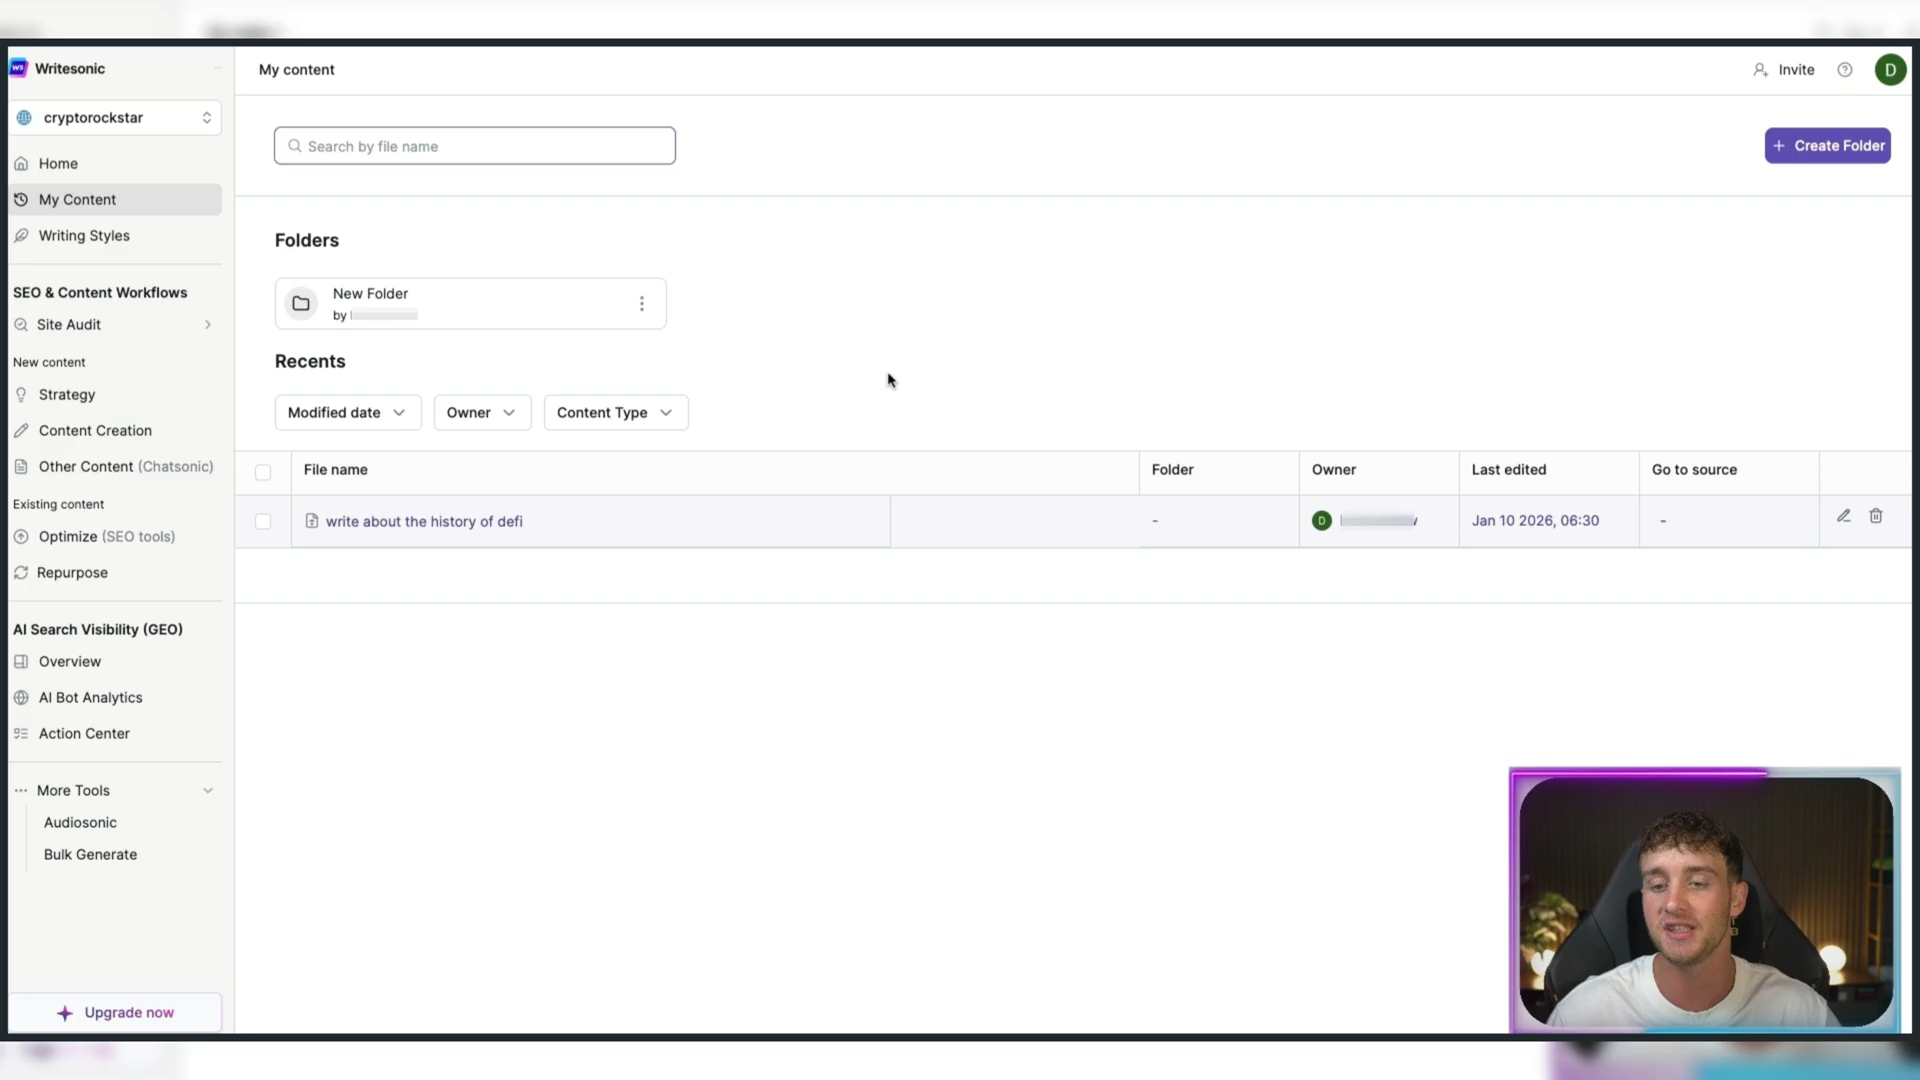 Writesonic
cryptorockstar
Home
My Content
Writing Styles
SEO & Content Workflows
Site Audit
New content
Strategy
Content Creation
Other Content (Chatsonic)
Existing content
Optimize (SEO tools)
Repurpose
AI Search Visibility (GEO)
Overview
AI Bot Analytics
Action Center
More Tools
Audiosonic
Bulk Generate
Upgrade now
My content
Invite
D
Search by file name
+ Create Folder
Folders
New Folder
by
Recents
Modified date Owner Content Type
File name Folder Owner Last edited Go to source
write about the history of defi - D Jan 10 2026, 06:30 -